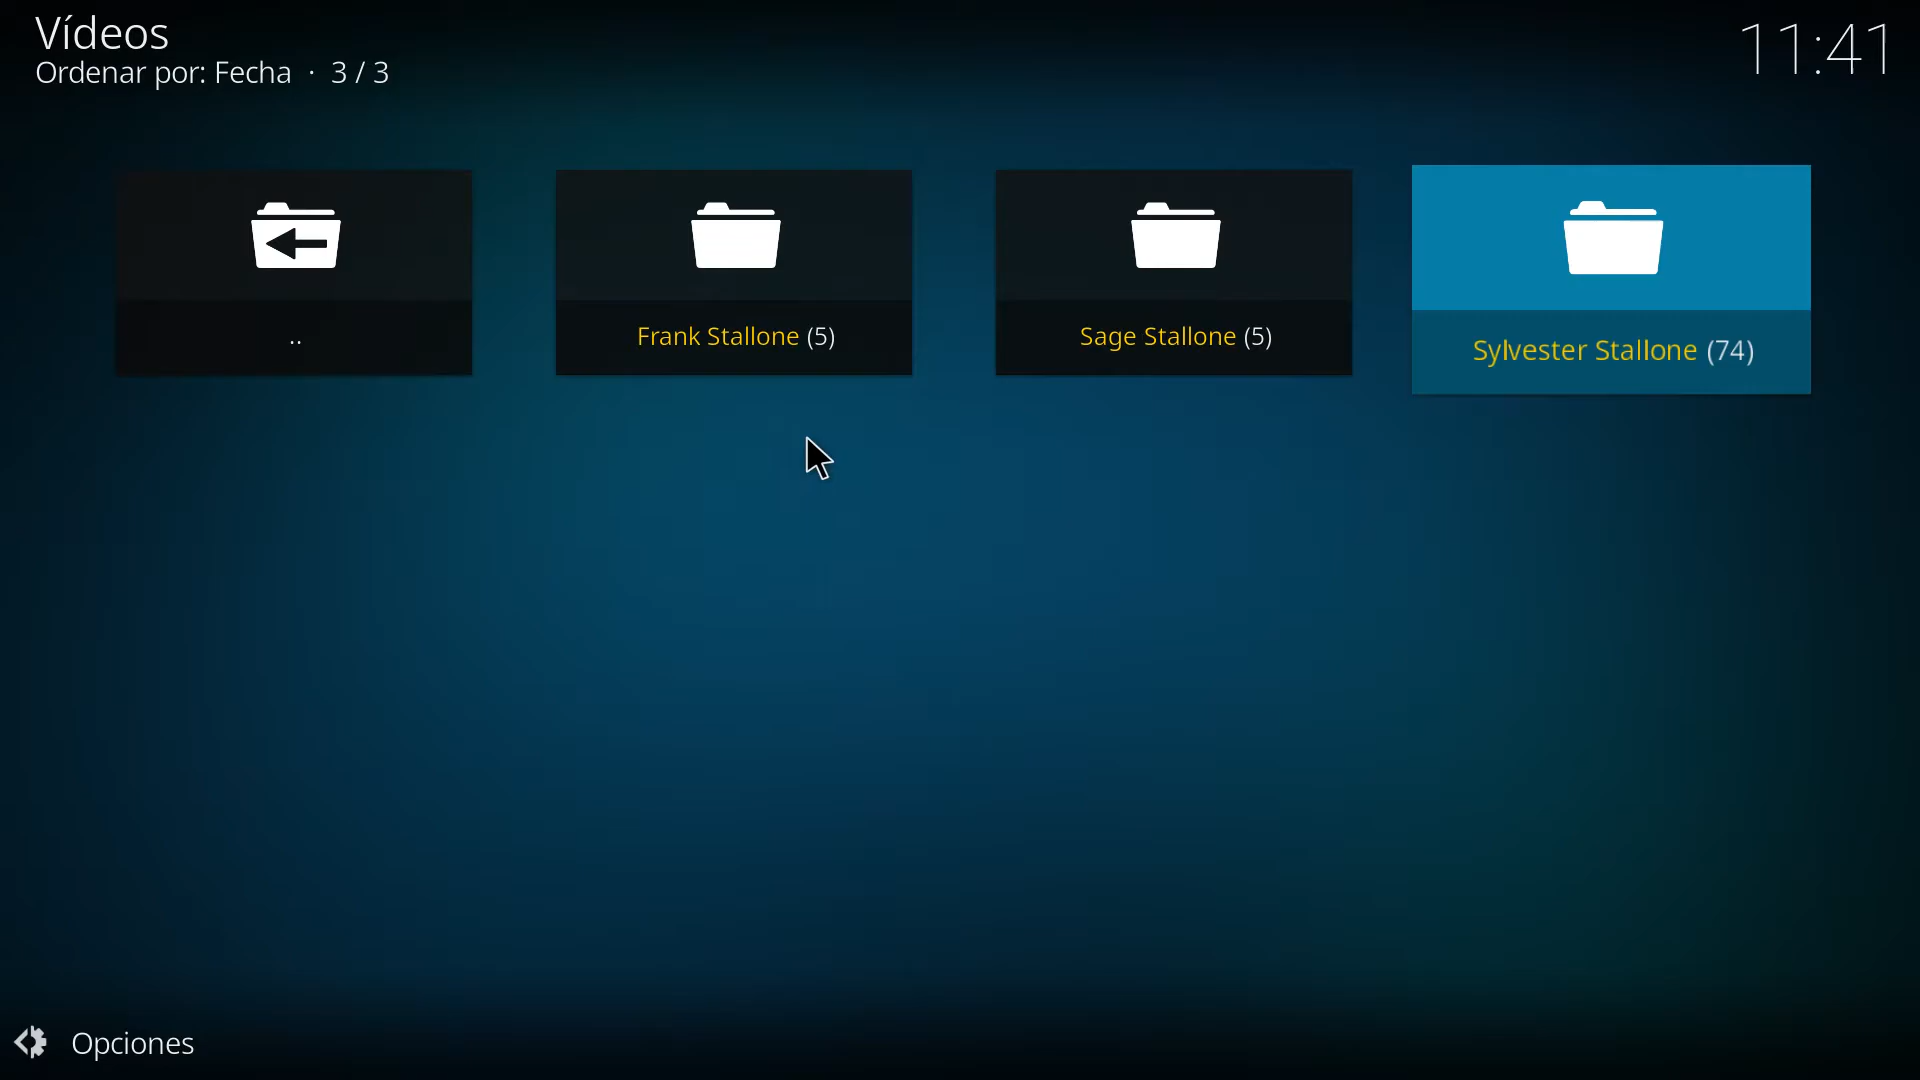 Vídeos
Ordenar por: Fecha · 3 / 3
11:41
..
Frank Stallone (5)
Sage Stallone (5)
Sylvester Stallone (74)
Opciones